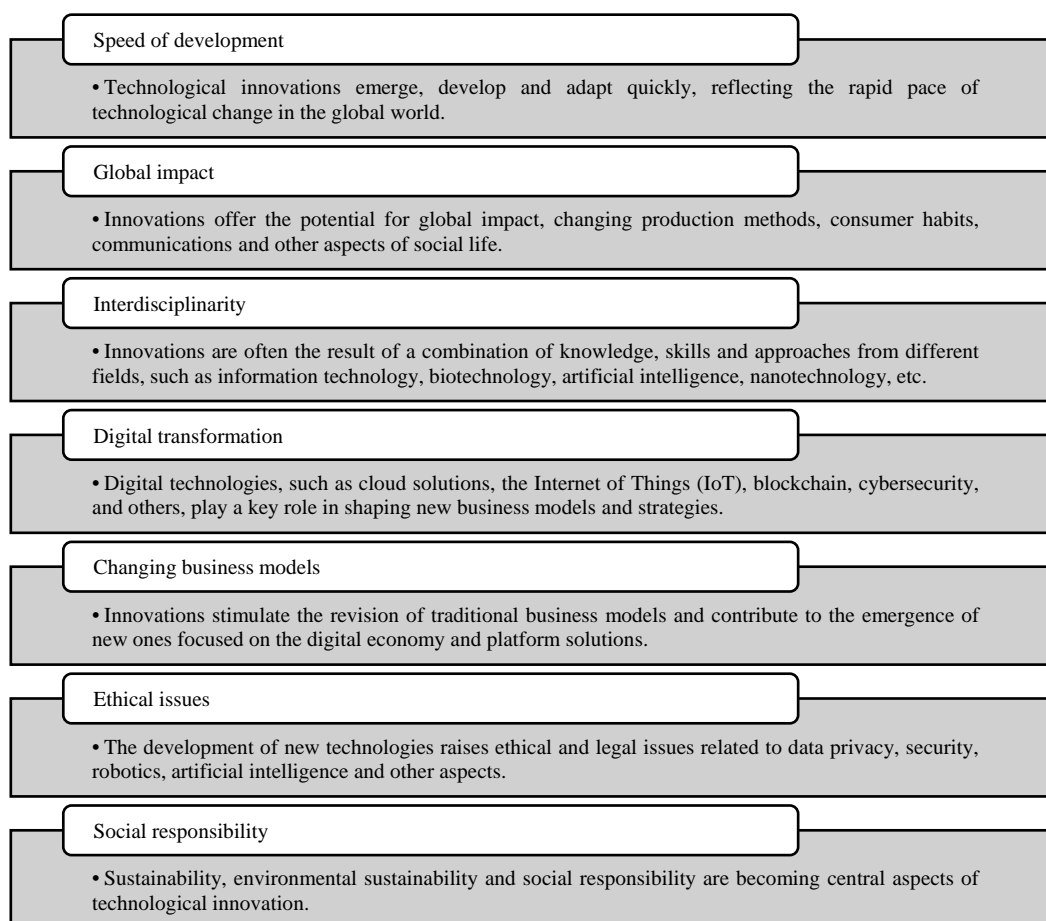 Speed of development
• Technological innovations emerge, develop and adapt quickly, reflecting the rapid pace of
technological change in the global world.
Global impact
• Innovations offer the potential for global impact, changing production methods, consumer habits,
communications and other aspects of social life.
Interdisciplinarity
• Innovations are often the result of a combination of knowledge, skills and approaches from different
fields, such as information technology, biotechnology, artificial intelligence, nanotechnology, etc.
Digital transformation
• Digital technologies, such as cloud solutions, the Internet of Things (IoT), blockchain, cybersecurity,
and others, play a key role in shaping new business models and strategies.
Changing business models
• Innovations stimulate the revision of traditional business models and contribute to the emergence of
new ones focused on the digital economy and platform solutions.
Ethical issues
• The development of new technologies raises ethical and legal issues related to data privacy, security,
robotics, artificial intelligence and other aspects.
Social responsibility
• Sustainability, environmental sustainability and social responsibility are becoming central aspects of
technological innovation.